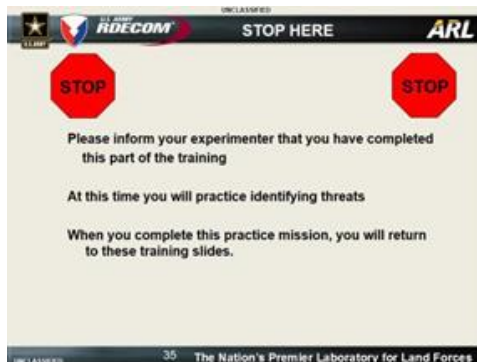 UNCLASSIFIED
U.S. ARMY
RDECOM
STOP HERE
ARL
U.S. ARMY
STOP
STOP
Please inform your experimenter that you have completed
this part of the training
At this time you will practice identifying threats
When you complete this practice mission, you will return
to these training slides.
UNCLASSIFIED
35
The Nation's Premier Laboratory for Land Forces